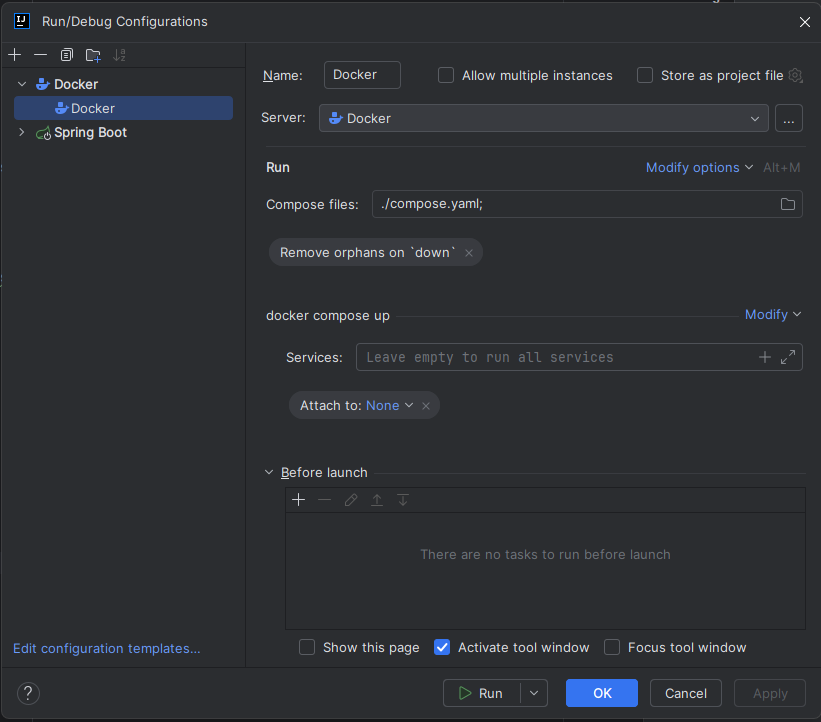 Run/Debug Configurations
Docker
Docker
Spring Boot
Edit configuration templates...
Name: Docker Allow multiple instances Store as project file
Server: Docker ...
Run Modify options Alt+M
Compose files: ./compose.yaml;
Remove orphans on `down` ×
docker compose up Modify
Services: Leave empty to run all services
Attach to: None ×
Before launch
There are no tasks to run before launch
Show this page Activate tool window Focus tool window
? Run OK Cancel Apply